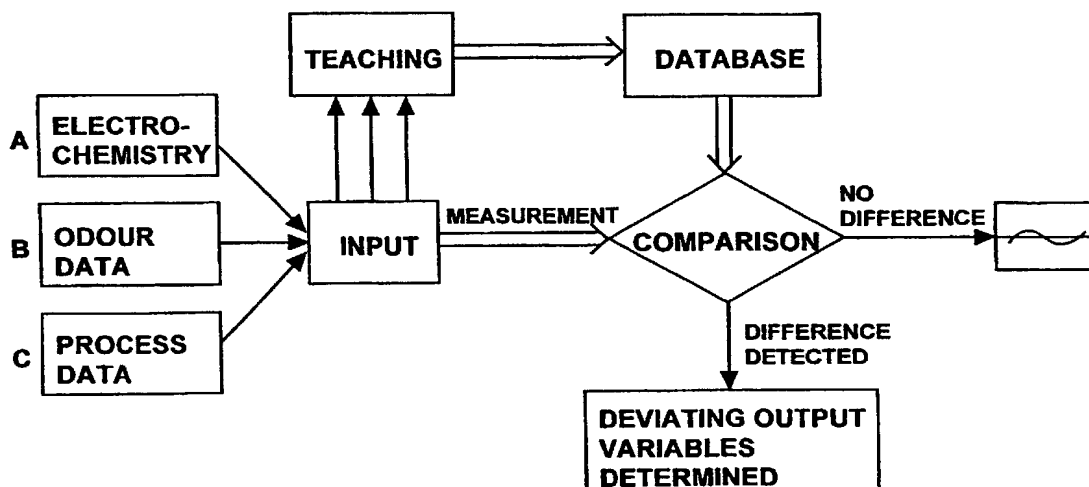 TEACHING
DATABASE
A
ELECTRO-
CHEMISTRY
B
ODOUR
DATA
C
PROCESS
DATA
INPUT
MEASUREMENT
COMPARISON
NO
DIFFERENCE
DIFFERENCE
DETECTED
DEVIATING OUTPUT
VARIABLES
DETERMINED